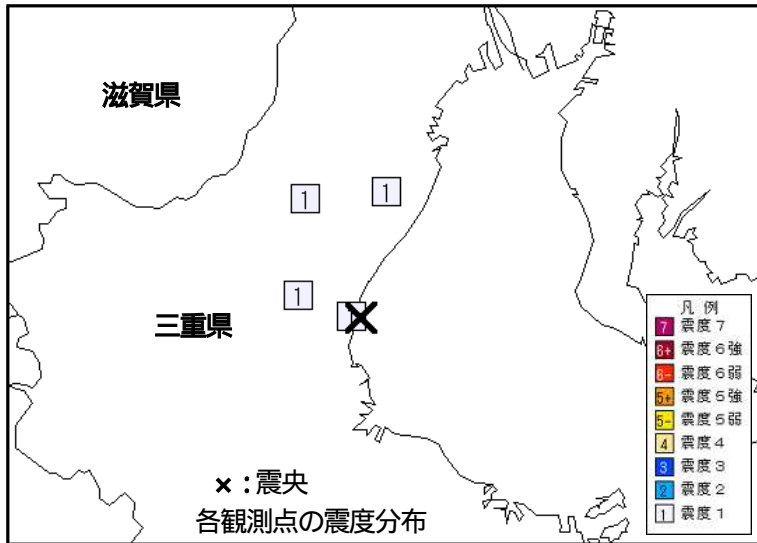 滋賀県
1
1
1
1
三重県
×：震央
各観測点の震度分布
凡 例
7 震度７
6+ 震度６強
6- 震度６弱
5+ 震度５強
5- 震度５弱
4 震度４
3 震度３
2 震度２
1 震度１